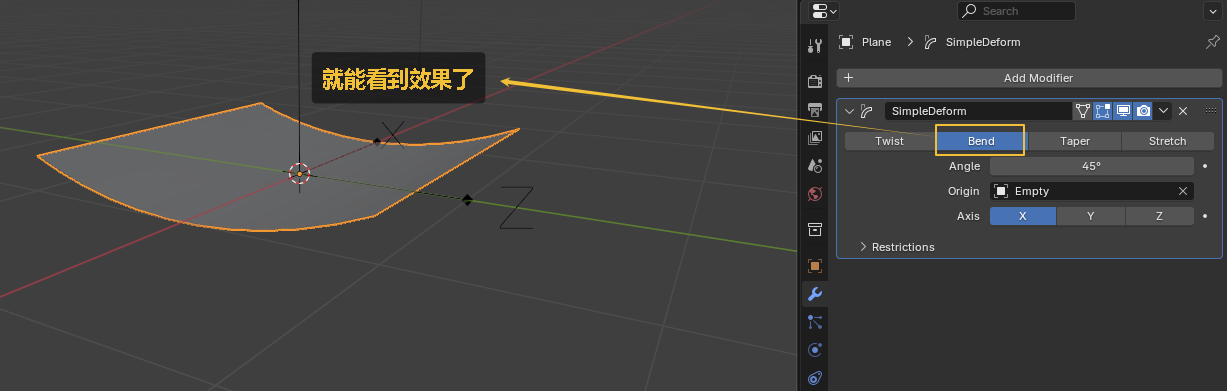 就能看到效果了
X
Z
Search
Plane
SimpleDeform
Add Modifier
SimpleDeform
Twist
Bend
Taper
Stretch
Angle
45°
Origin
Empty
Axis
X
Y
Z
Restrictions